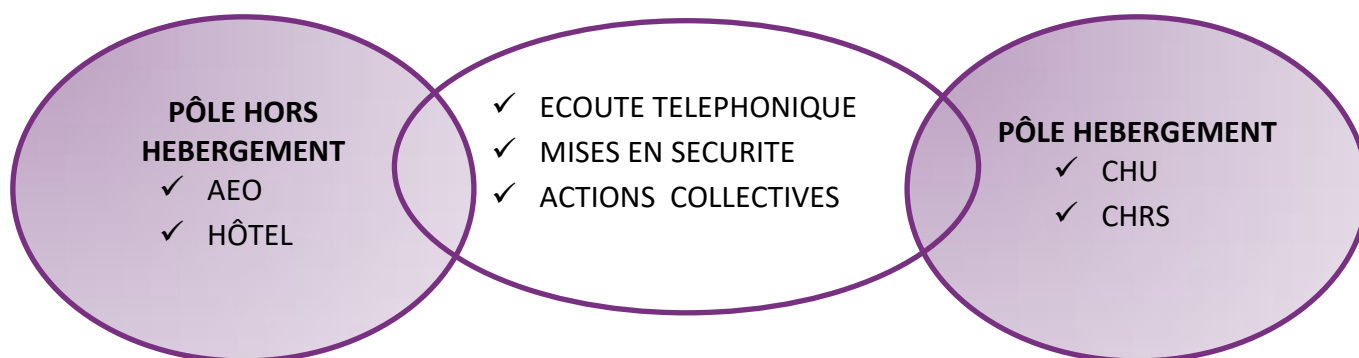 PÔLE HORS
HEBERGEMENT
✓ AEO
✓ HÔTEL
✓ ECOUTE TELEPHONIQUE
✓ MISES EN SECURITE
✓ ACTIONS COLLECTIVES
PÔLE HEBERGEMENT
✓ CHU
✓ CHRS